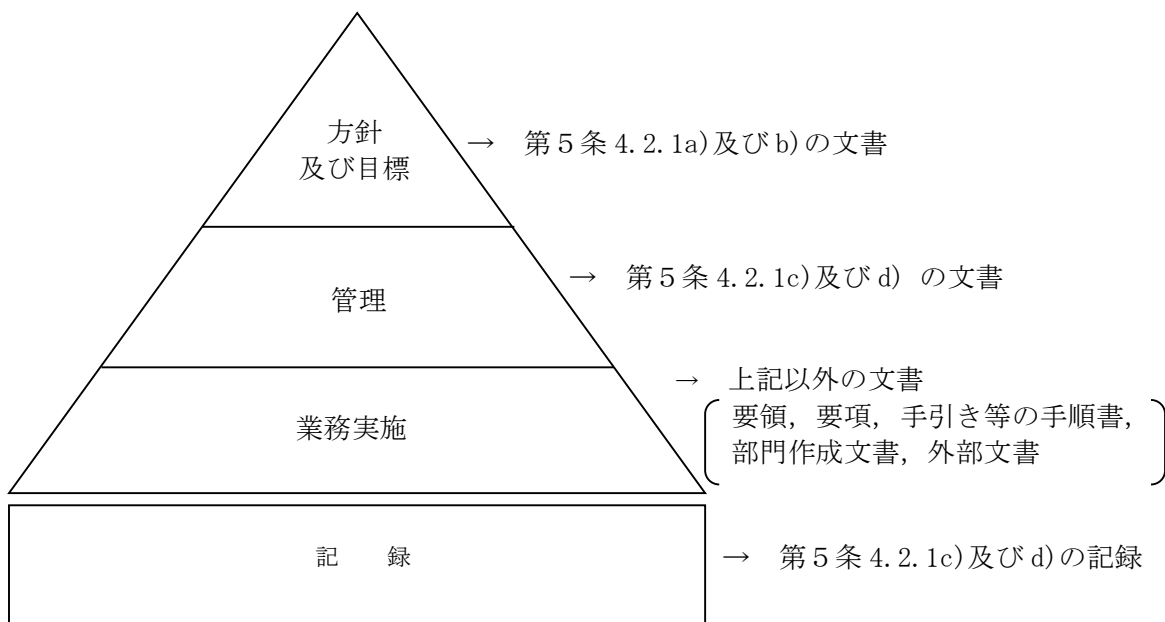 方針
及び目標
→ 第5条 4.2.1a)及びb)の文書
管理
→ 第5条 4.2.1c)及びd) の文書
業務実施
→ 上記以外の文書
要領,要項,手引き等の手順書,
部門作成文書,外部文書
記 録
→ 第5条 4.2.1c)及びd)の記録